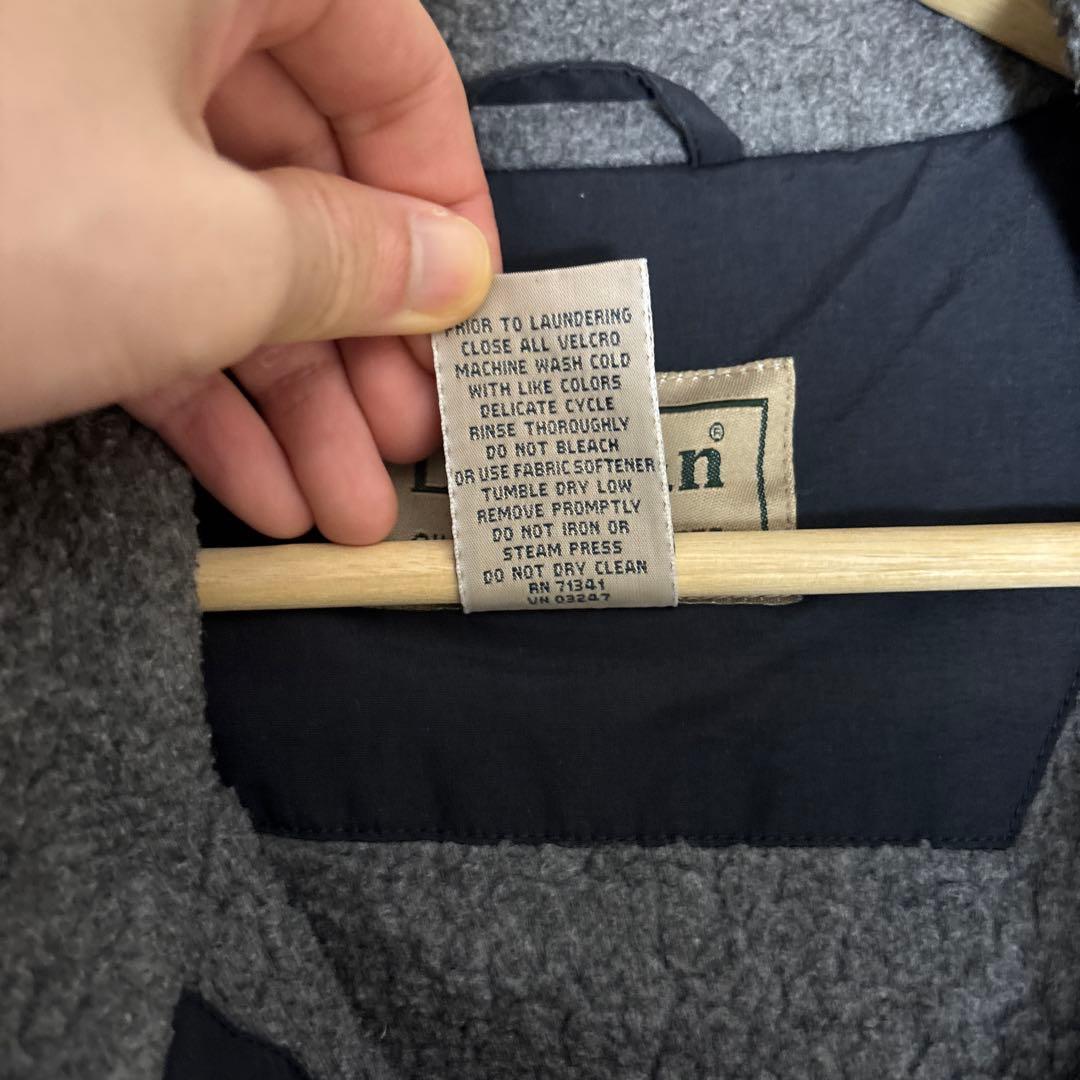 PRIOR TO LAUNDERING
CLOSE ALL VELCRO
MACHINE WASH COLD
WITH LIKE COLORS
DELICATE CYCLE
RINSE THOROUGHLY
DO NOT BLEACH
OR USE FABRIC SOFTENER
TUMBLE DRY LOW
REMOVE PROMPTLY
DO NOT IRON OR
STEAM PRESS
DO NOT DRY CLEAN
RN 71341
VN 03247